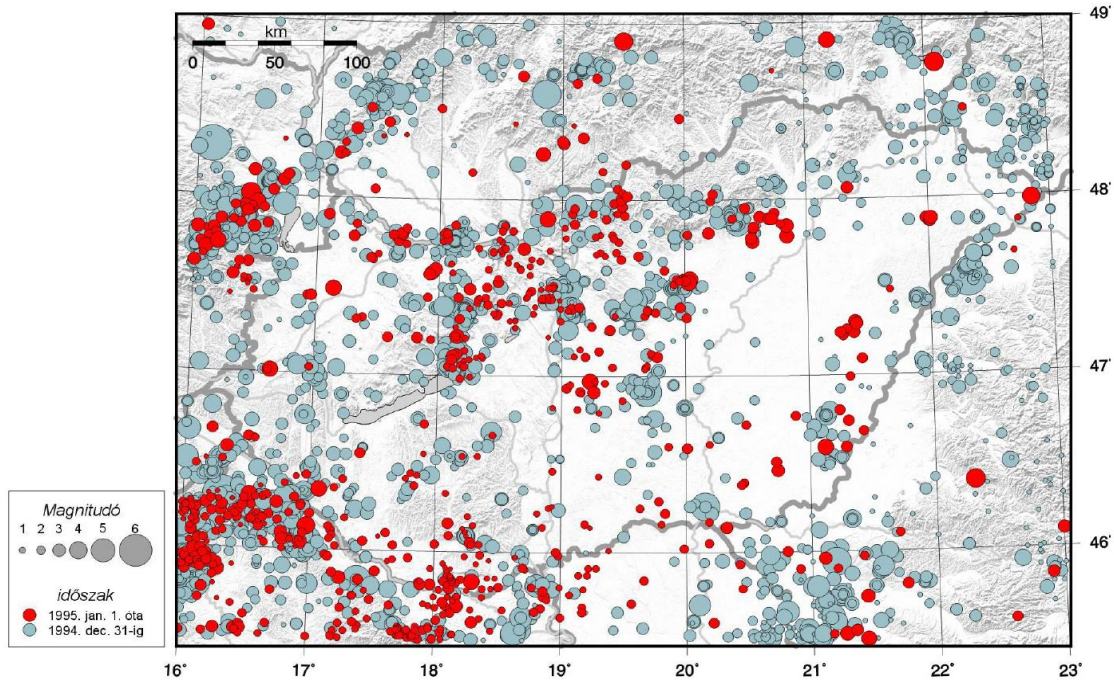 km
0 50 100
49°
48°
47°
46°
16° 17° 18° 19° 20° 21° 22° 23°
Magnitudó
1 2 3 4 5 6
időszak
1995. jan. 1. óta
1994. dec. 31-ig